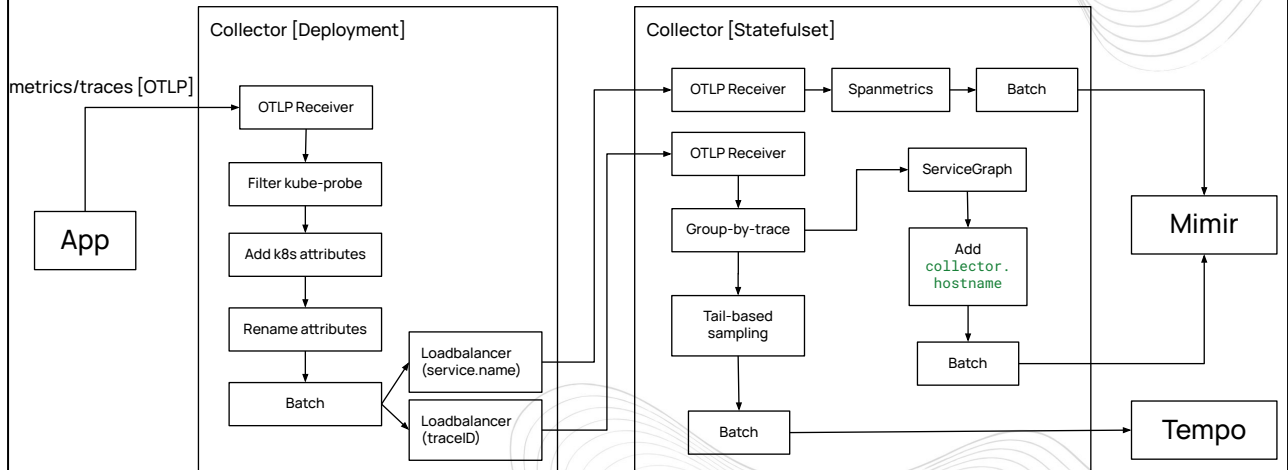 metrics/traces [OTLP]
App
Collector [Deployment]
OTLP Receiver
Filter kube-probe
Add k8s attributes
Rename attributes
Batch
Loadbalancer
(service.name)
Loadbalancer
(traceID)
Collector [Statefulset]
OTLP Receiver
Spanmetrics
Batch
OTLP Receiver
Group-by-trace
Tail-based
sampling
Batch
ServiceGraph
Add
collector.
hostname
Batch
Mimir
Tempo